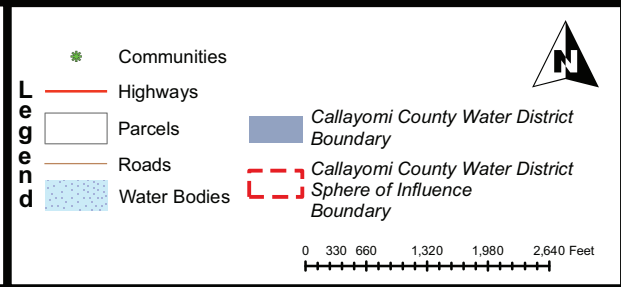 Legend
Communities
Highways
Parcels
Roads
Water Bodies
N
Callayomi County Water District
Boundary
Callayomi County Water District
Sphere of Influence
Boundary
0 330 660 1,320 1,980 2,640 Feet